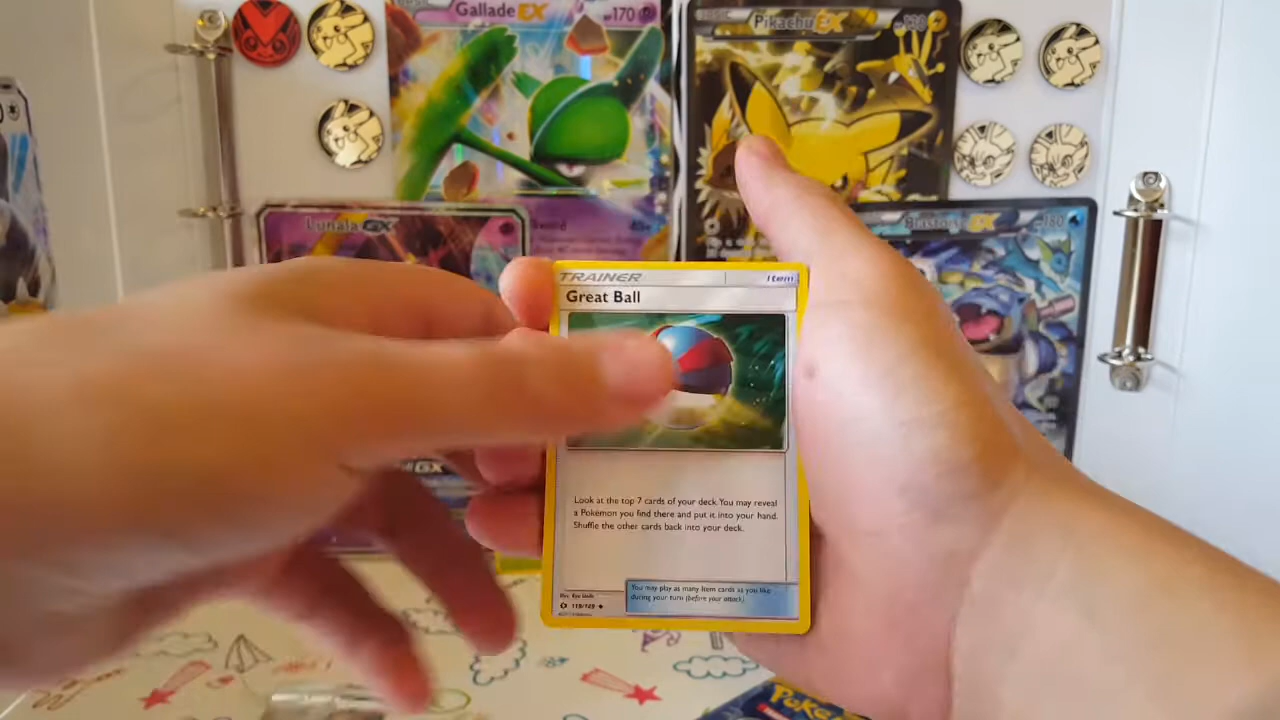 Gallade EX
170
Pikachu EX
Lunala GX
Blastoise EX
180
TRAINER
Item
Great Ball
GX
Look at the top 7 cards of your deck. You may reveal
a Pokémon you find there and put it into your hand.
Shuffle the other cards back into your deck.
You may play as many Item cards as you like
during your turn (before your attack).
119/149
POKéMON